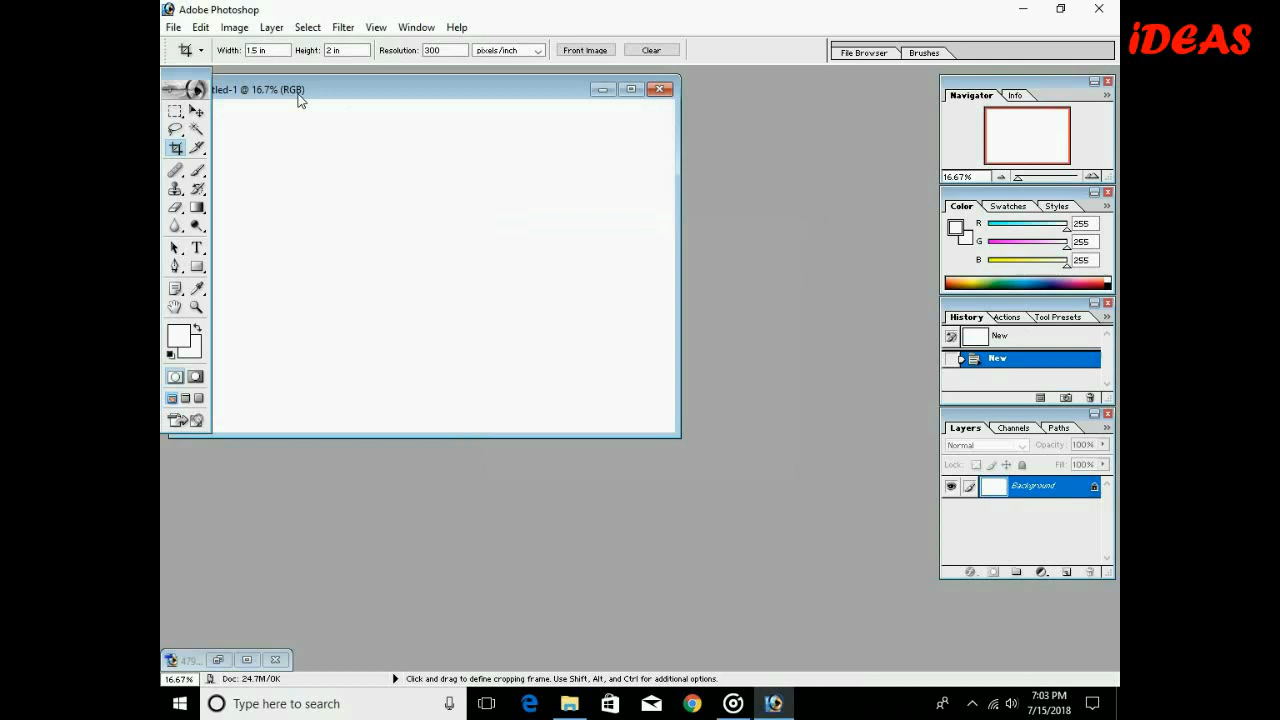 Adobe Photoshop
iDEAS
File Edit Image Layer Select Filter View Window Help
Width: 1.5 in Height: 2 in Resolution: 300 pixels/inch Front Image Clear
File Browser Brushes
tled-1 @ 16.7% (RGB)
Navigator Info
16.67%
Color Swatches Styles
R 255
G 255
B 255
History Actions Tool Presets
New
New
Layers Channels Paths
Normal Opacity: 100%
Lock: Fill: 100%
Background
T
479...
16.67% Doc: 24.7M/0K Click and drag to define cropping frame. Use Shift, Alt, and Ctrl for additional options.
Type here to search
7:03 PM
7/15/2018